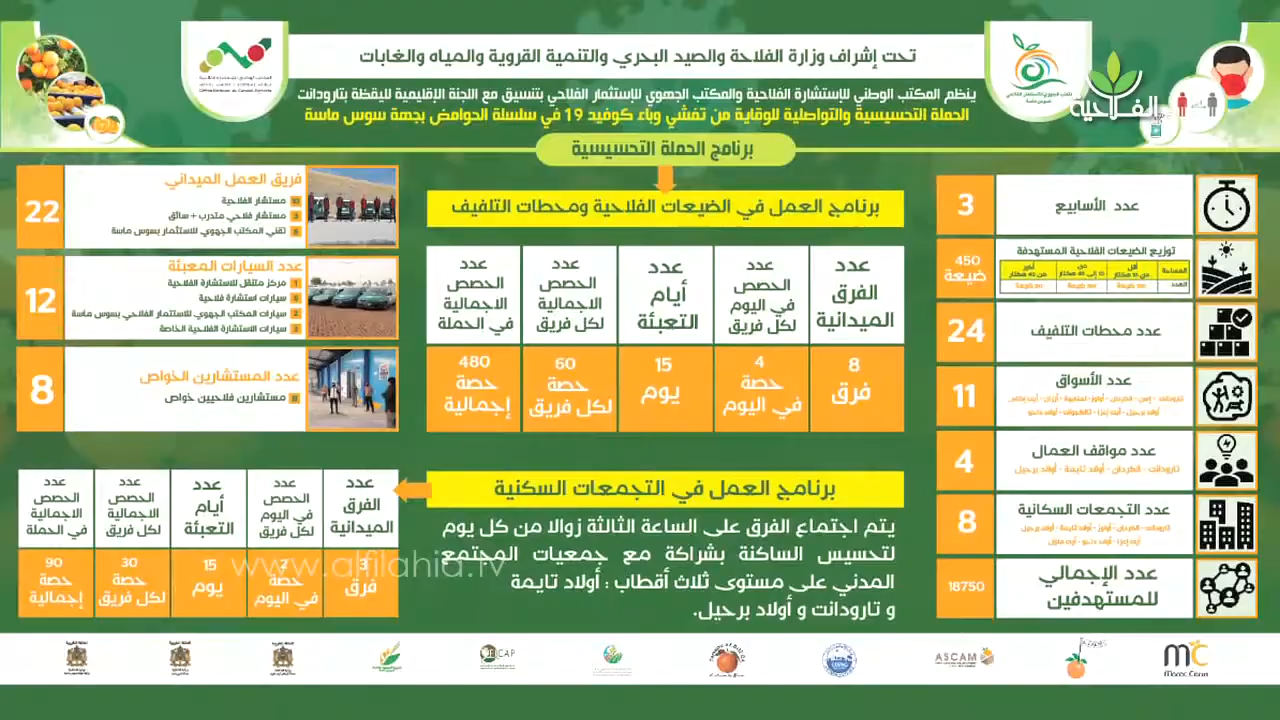 تحت إشراف وزارة الفلاحة والصيد البحري والتنمية القروية والمياه والغابات
ينظم المكتب الوطني للإستشارة الفلاحية والمكتب الجهوي للإستثمار الفلاحي بتنسيق مع اللجنة الإقليمية لليقظة بتارودانت
الحملة التحسيسية والتواصلية للوقاية من تفشي وباء كوفيد 19 في سلسلة الحوامض بجهة سوس ماسة
الفلاحية
برنامج الحملة التحسيسية
عدد الأسابيع
3
توزيع الضيعات الفلاحية المستهدفة
450
ضيعة
عدد محطات التلفيف
24
عدد الأسواق
11
عدد مواقف العمال
تارودانت - الكردان - أولاد تايمة - أولاد برحيل
4
عدد التجمعات السكانية
8
عدد الإجمالي
للمستهدفين
18750
برنامج العمل في الضيعات الفلاحية ومحطات التلفيف
عدد الفرق الميدانية
عدد الحصص في اليوم لكل فريق
عدد أيام التعبئة
عدد الحصص الاجمالية لكل فريق
عدد الحصص الاجمالية في الحملة
8 فرق
4 حصة في اليوم
15 يوم
60 حصة لكل فريق
480 حصة إجمالية
برنامج العمل في التجمعات السكنية
يتم اجتماع الفرق على الساعة الثالثة زوالا من كل يوم
لتحسيس الساكنة بشراكة مع جمعيات المجتمع
المدني على مستوى ثلاث أقطاب : أولاد تايمة
و تارودانت و أولاد برحيل.
فريق العمل الميداني
22
مستشار الفلاحية
مستشار فلاحي متدرب + سائق
تقني المكتب الجهوي للاستثمار بسوس ماسة
عدد السيارات المعبئة
12
1 مركز متنقل للاستشارة الفلاحية
سيارات استشارة فلاحية
سيارات المكتب الجهوي للاستثمار الفلاحي بسوس ماسة
سيارات الاستشارة الفلاحية الخاصة
عدد المستشارين الخواص
8
8 مستشارين فلاحيين خواص
عدد الفرق الميدانية
عدد الحصص في اليوم لكل فريق
عدد أيام التعبئة
عدد الحصص الاجمالية لكل فريق
عدد الحصص الاجمالية في الحملة
3 فرق
2 حصة في اليوم
15 يوم
30 حصة لكل فريق
90 حصة إجمالية
www.alfilahia.tv
ASCAM
Maroc Citrus